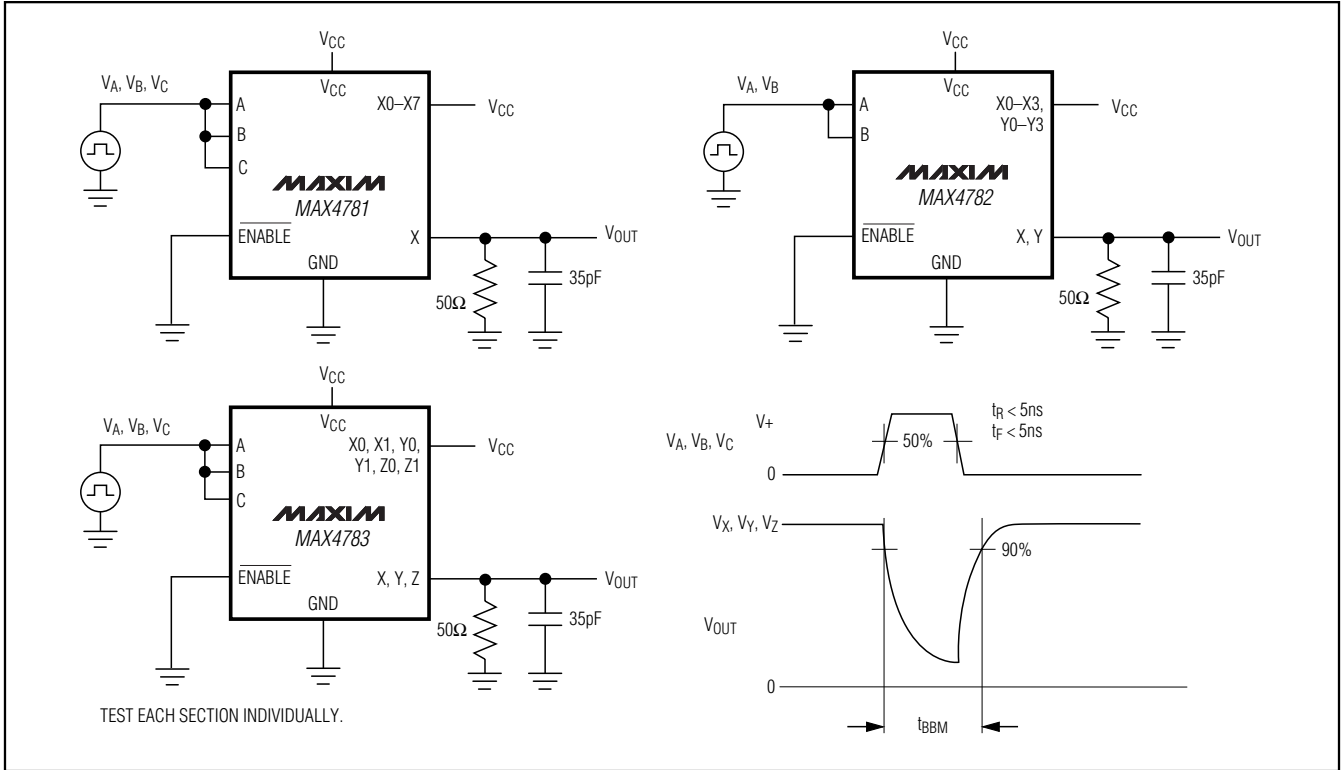 VCC
VA, VB, VC
VCC
A
X0–X7
VCC
B
C
MAXIM
MAX4781
ENABLE
X
VOUT
GND
50Ω
35pF
VCC
VA, VB
VCC
A
X0–X3,
Y0–Y3
VCC
B
MAXIM
MAX4782
ENABLE
X, Y
VOUT
GND
50Ω
35pF
VCC
VA, VB, VC
VCC
A
X0, X1, Y0,
Y1, Z0, Z1
VCC
B
C
MAXIM
MAX4783
ENABLE
X, Y, Z
VOUT
GND
50Ω
35pF
TEST EACH SECTION INDIVIDUALLY.
V+
tR < 5ns
tF < 5ns
VA, VB, VC
50%
0
VX, VY, VZ
90%
VOUT
0
tBBM